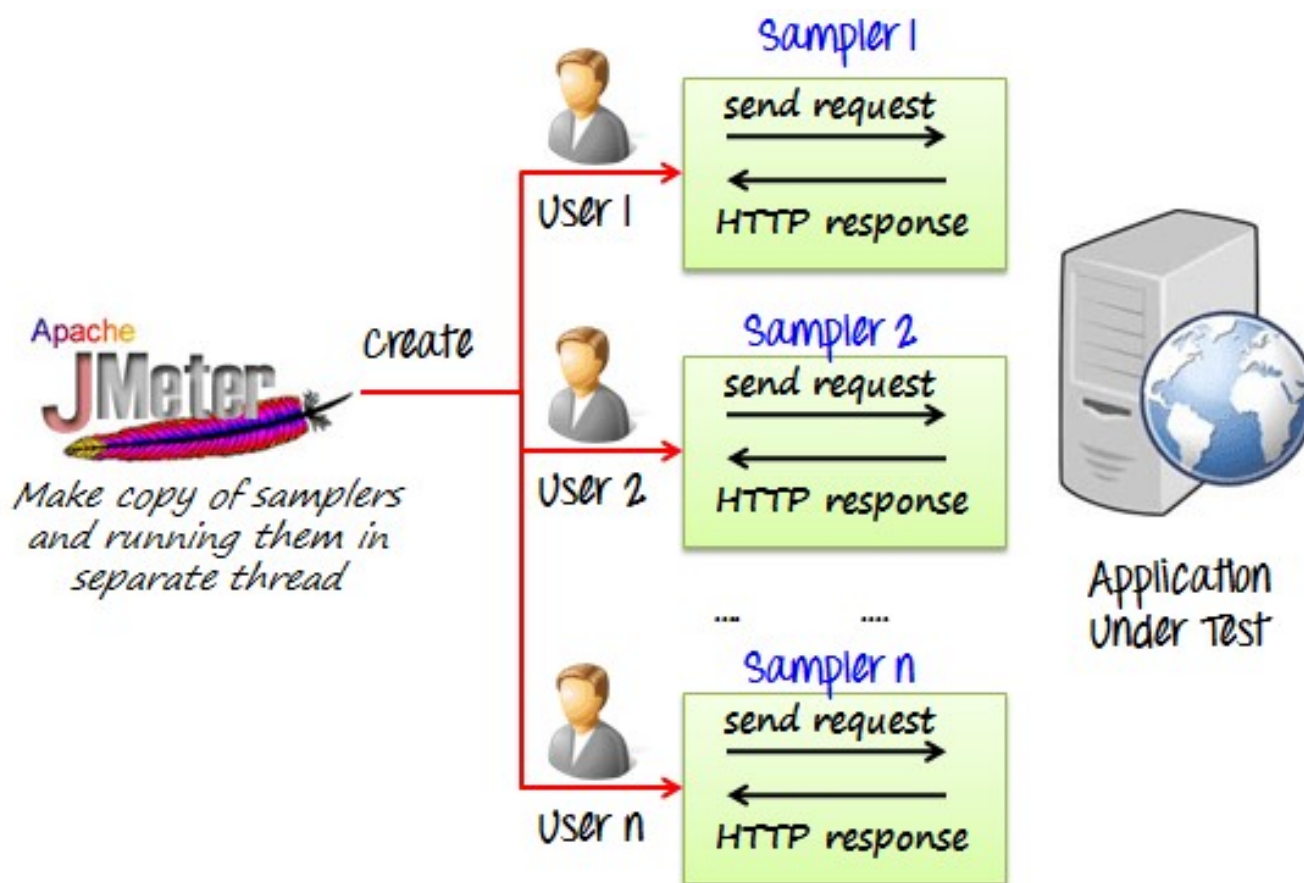 Sampler 1
send request
HTTP response
User 1
Apache
JMeter
Create
Make copy of samplers
and running them in
separate thread
Sampler 2
send request
HTTP response
User 2
Application
Under Test
.... ....
Sampler n
send request
HTTP response
User n